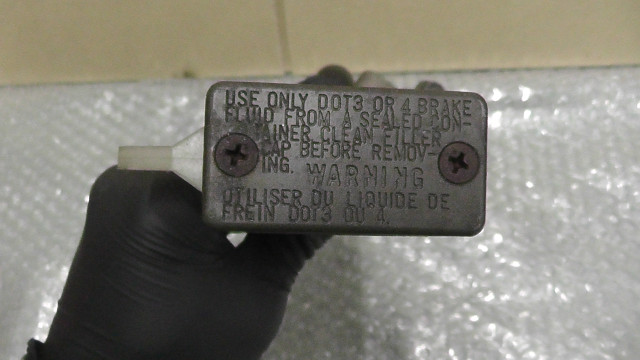 USE ONLY DOT3 OR 4 BRAKE
FLUID FROM A SEALED CON-
TAINER CLEAN FILLER
CAP BEFORE REMOV-
ING. WARNING
UTILISER DU LIQUIDE DE
FREIN DOT3 OU 4.